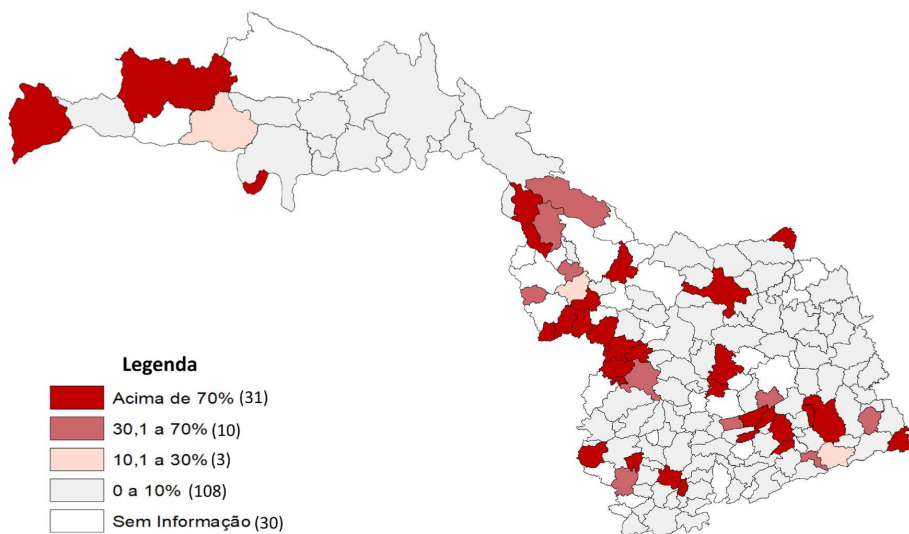 Legenda
Acima de 70% (31)
30,1 a 70% (10)
10,1 a 30% (3)
0 a 10% (108)
Sem Informação (30)